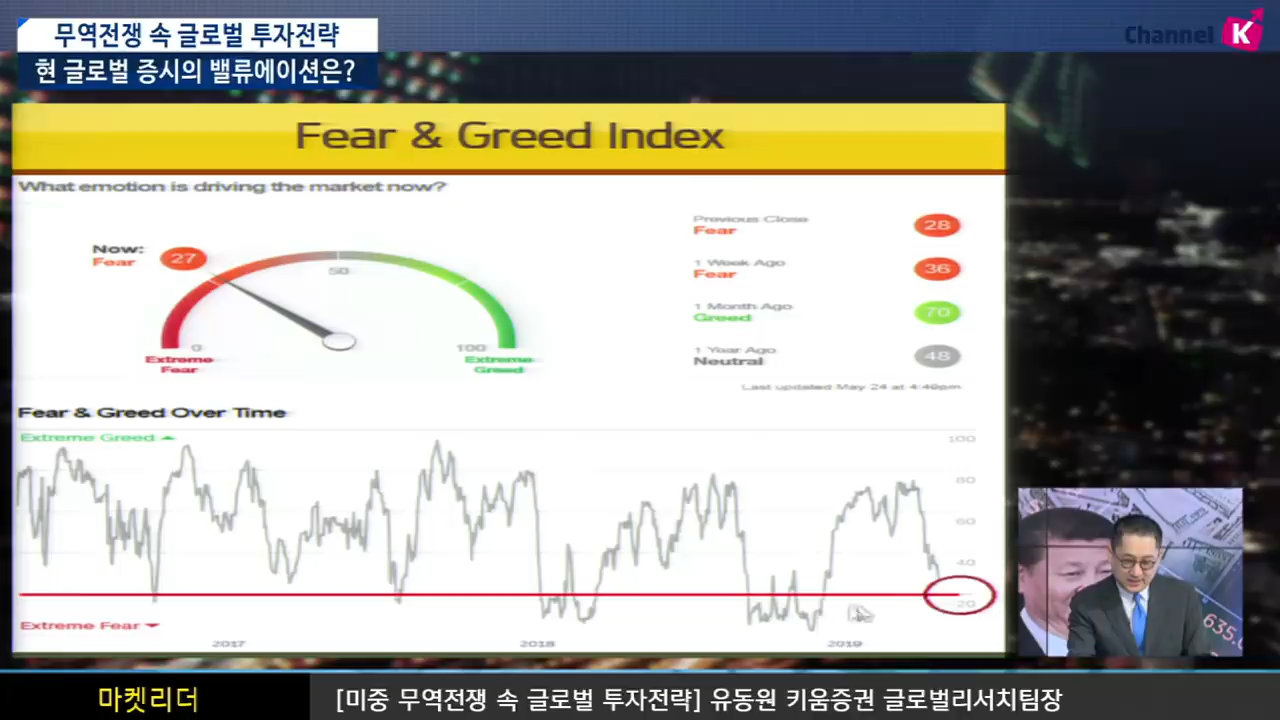 무역전쟁 속 글로벌 투자전략
Channel K
현 글로벌 증시의 밸류에이션은?
Fear & Greed Index
What emotion is driving the market now?
Now:
Fear
27
50
0
100
Extreme
Fear
Extreme
Greed
Previous Close
Fear
28
1 Week Ago
Fear
36
1 Month Ago
Greed
70
1 Year Ago
Neutral
48
Last updated May 24 at 4:49pm
Fear & Greed Over Time
Extreme Greed
100
80
60
40
20
Extreme Fear
2017
2018
2019
635.
마켓리더
[미중 무역전쟁 속 글로벌 투자전략] 유동원 키움증권 글로벌리서치팀장